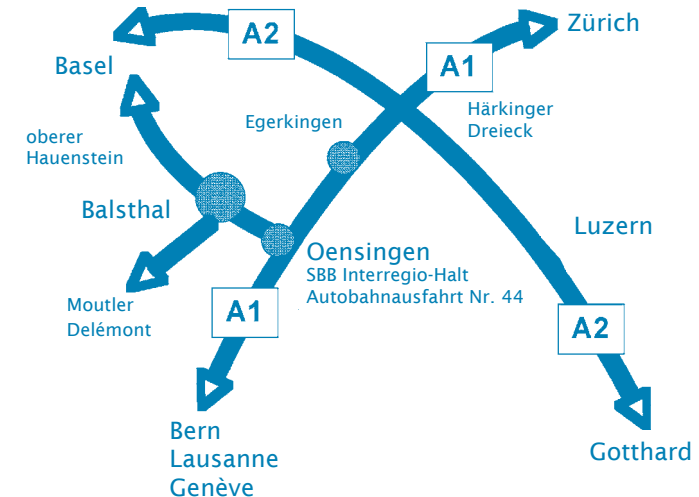 Zürich
A2
Basel
A1
Härkinger
Dreieck
Egerkingen
oberer
Hauenstein
Balsthal
Luzern
Oensingen
SBB Interregio-Halt
Autobahnausfahrt Nr. 44
Moutler
Delémont
A1
A2
Bern
Lausanne
Genève
Gotthard